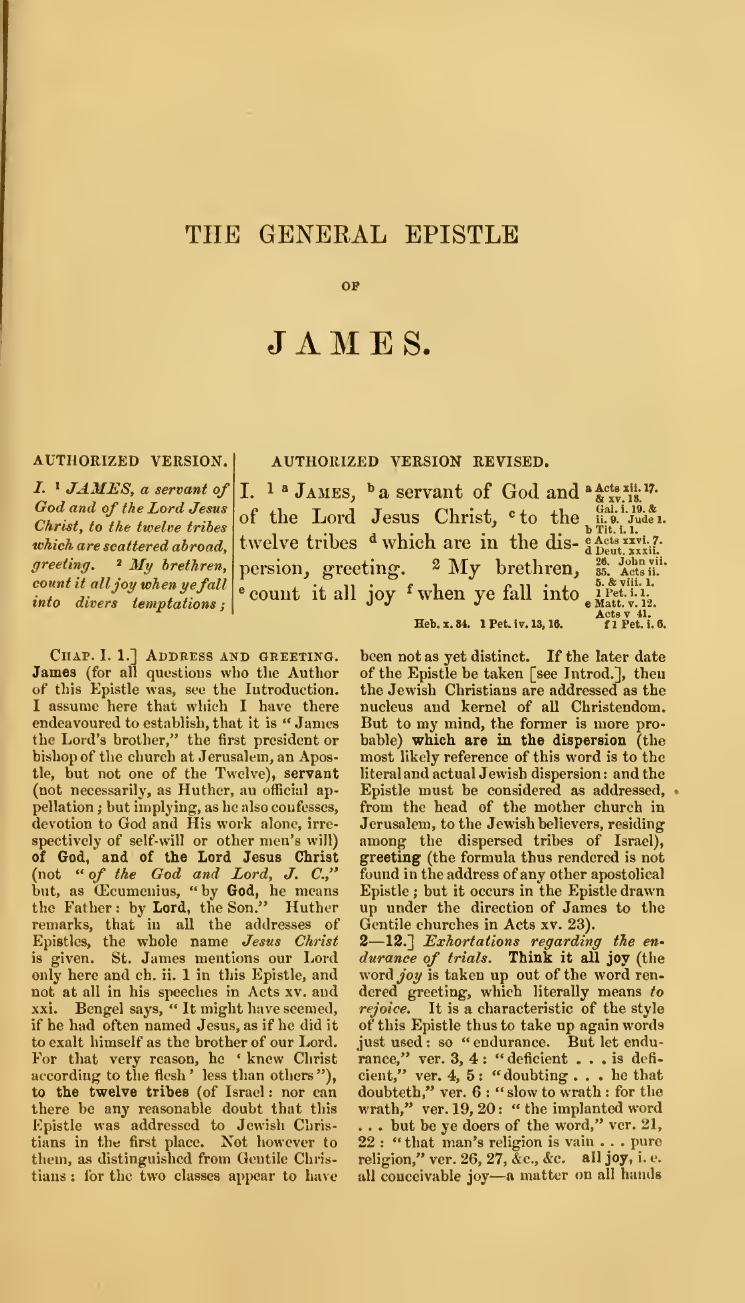 THE GENERAL EPISTLE
OF
JAMES.
AUTHORIZED VERSION.
I. 1 JAMES, a servant of
God and of the Lord Jesus
Christ, to the twelve tribes
which are scattered abroad,
greeting. 2 My brethren,
count it all joy when ye fall
into divers temptations;
AUTHORIZED VERSION REVISED.
I. 1 a JAMES, b a servant of God and
of the Lord Jesus Christ, c to the
twelve tribes d which are in the dis-
persion, greeting. 2 My brethren,
e count it all joy f when ye fall into
a Acts xii. 17.
& xv. 13.
Gal. i. 19. &
ii. 9. Jude 1.
b Tit. i. 1.
c Acts xxvi. 7.
d Deut. xxxii.
26. John vii.
35. Acts ii.
5. & viii. 1.
1 Pet. i. 1.
e Matt. v. 12.
Acts v 41.
Heb. x. 34. 1 Pet. iv. 13, 16. f 1 Pet. i. 6.
CHAP. I. 1.] ADDRESS AND GREETING.
James (for all questions who the Author
of this Epistle was, see the Introduction.
I assume here that which I have there
endeavoured to establish, that it is “ James
the Lord’s brother,” the first president or
bishop of the church at Jerusalem, an Apos-
tle, but not one of the Twelve), servant
(not necessarily, as Huther, an official ap-
pellation; but implying, as he also confesses,
devotion to God and His work alone, irre-
spectively of self-will or other men’s will)
of God, and of the Lord Jesus Christ
(not “ of the God and Lord, J. C.,”
but, as Œcumenius, “ by God, he means
the Father: by Lord, the Son.” Huther
remarks, that in all the addresses of
Epistles, the whole name Jesus Christ
is given. St. James mentions our Lord
only here and ch. ii. 1 in this Epistle, and
not at all in his speeches in Acts xv. and
xxi. Bengel says, “ It might have seemed,
if he had often named Jesus, as if he did it
to exalt himself as the brother of our Lord.
For that very reason, he ‘ knew Christ
according to the flesh’ less than others”),
to the twelve tribes (of Israel: nor can
there be any reasonable doubt that this
Epistle was addressed to Jewish Chris-
tians in the first place. Not however to
them, as distinguished from Gentile Chris-
tians: for the two classes appear to have
been not as yet distinct. If the later date
of the Epistle be taken [see Introd.], then
the Jewish Christians are addressed as the
nucleus and kernel of all Christendom.
But to my mind, the former is more pro-
bable) which are in the dispersion (the
most likely reference of this word is to the
literal and actual Jewish dispersion: and the
Epistle must be considered as addressed,
from the head of the mother church in
Jerusalem, to the Jewish believers, residing
among the dispersed tribes of Israel),
greeting (the formula thus rendered is not
found in the address of any other apostolical
Epistle; but it occurs in the Epistle drawn
up under the direction of James to the
Gentile churches in Acts xv. 23).
2—12.] Exhortations regarding the en-
durance of trials. Think it all joy (the
word joy is taken up out of the word ren-
dered greeting, which literally means to
rejoice. It is a characteristic of the style
of this Epistle thus to take up again words
just used: so “endurance. But let endu-
rance,” ver. 3, 4: “deficient . . . is defi-
cient,” ver. 4, 5: “doubting . . . he that
doubteth,” ver. 6: “slow to wrath: for the
wrath,” ver. 19, 20: “ the implanted word
. . . but be ye doers of the word,” ver. 21,
22: “that man’s religion is vain . . . pure
religion,” ver. 26, 27, &c., &c. all joy, i. e.
all conceivable joy—a matter on all hands